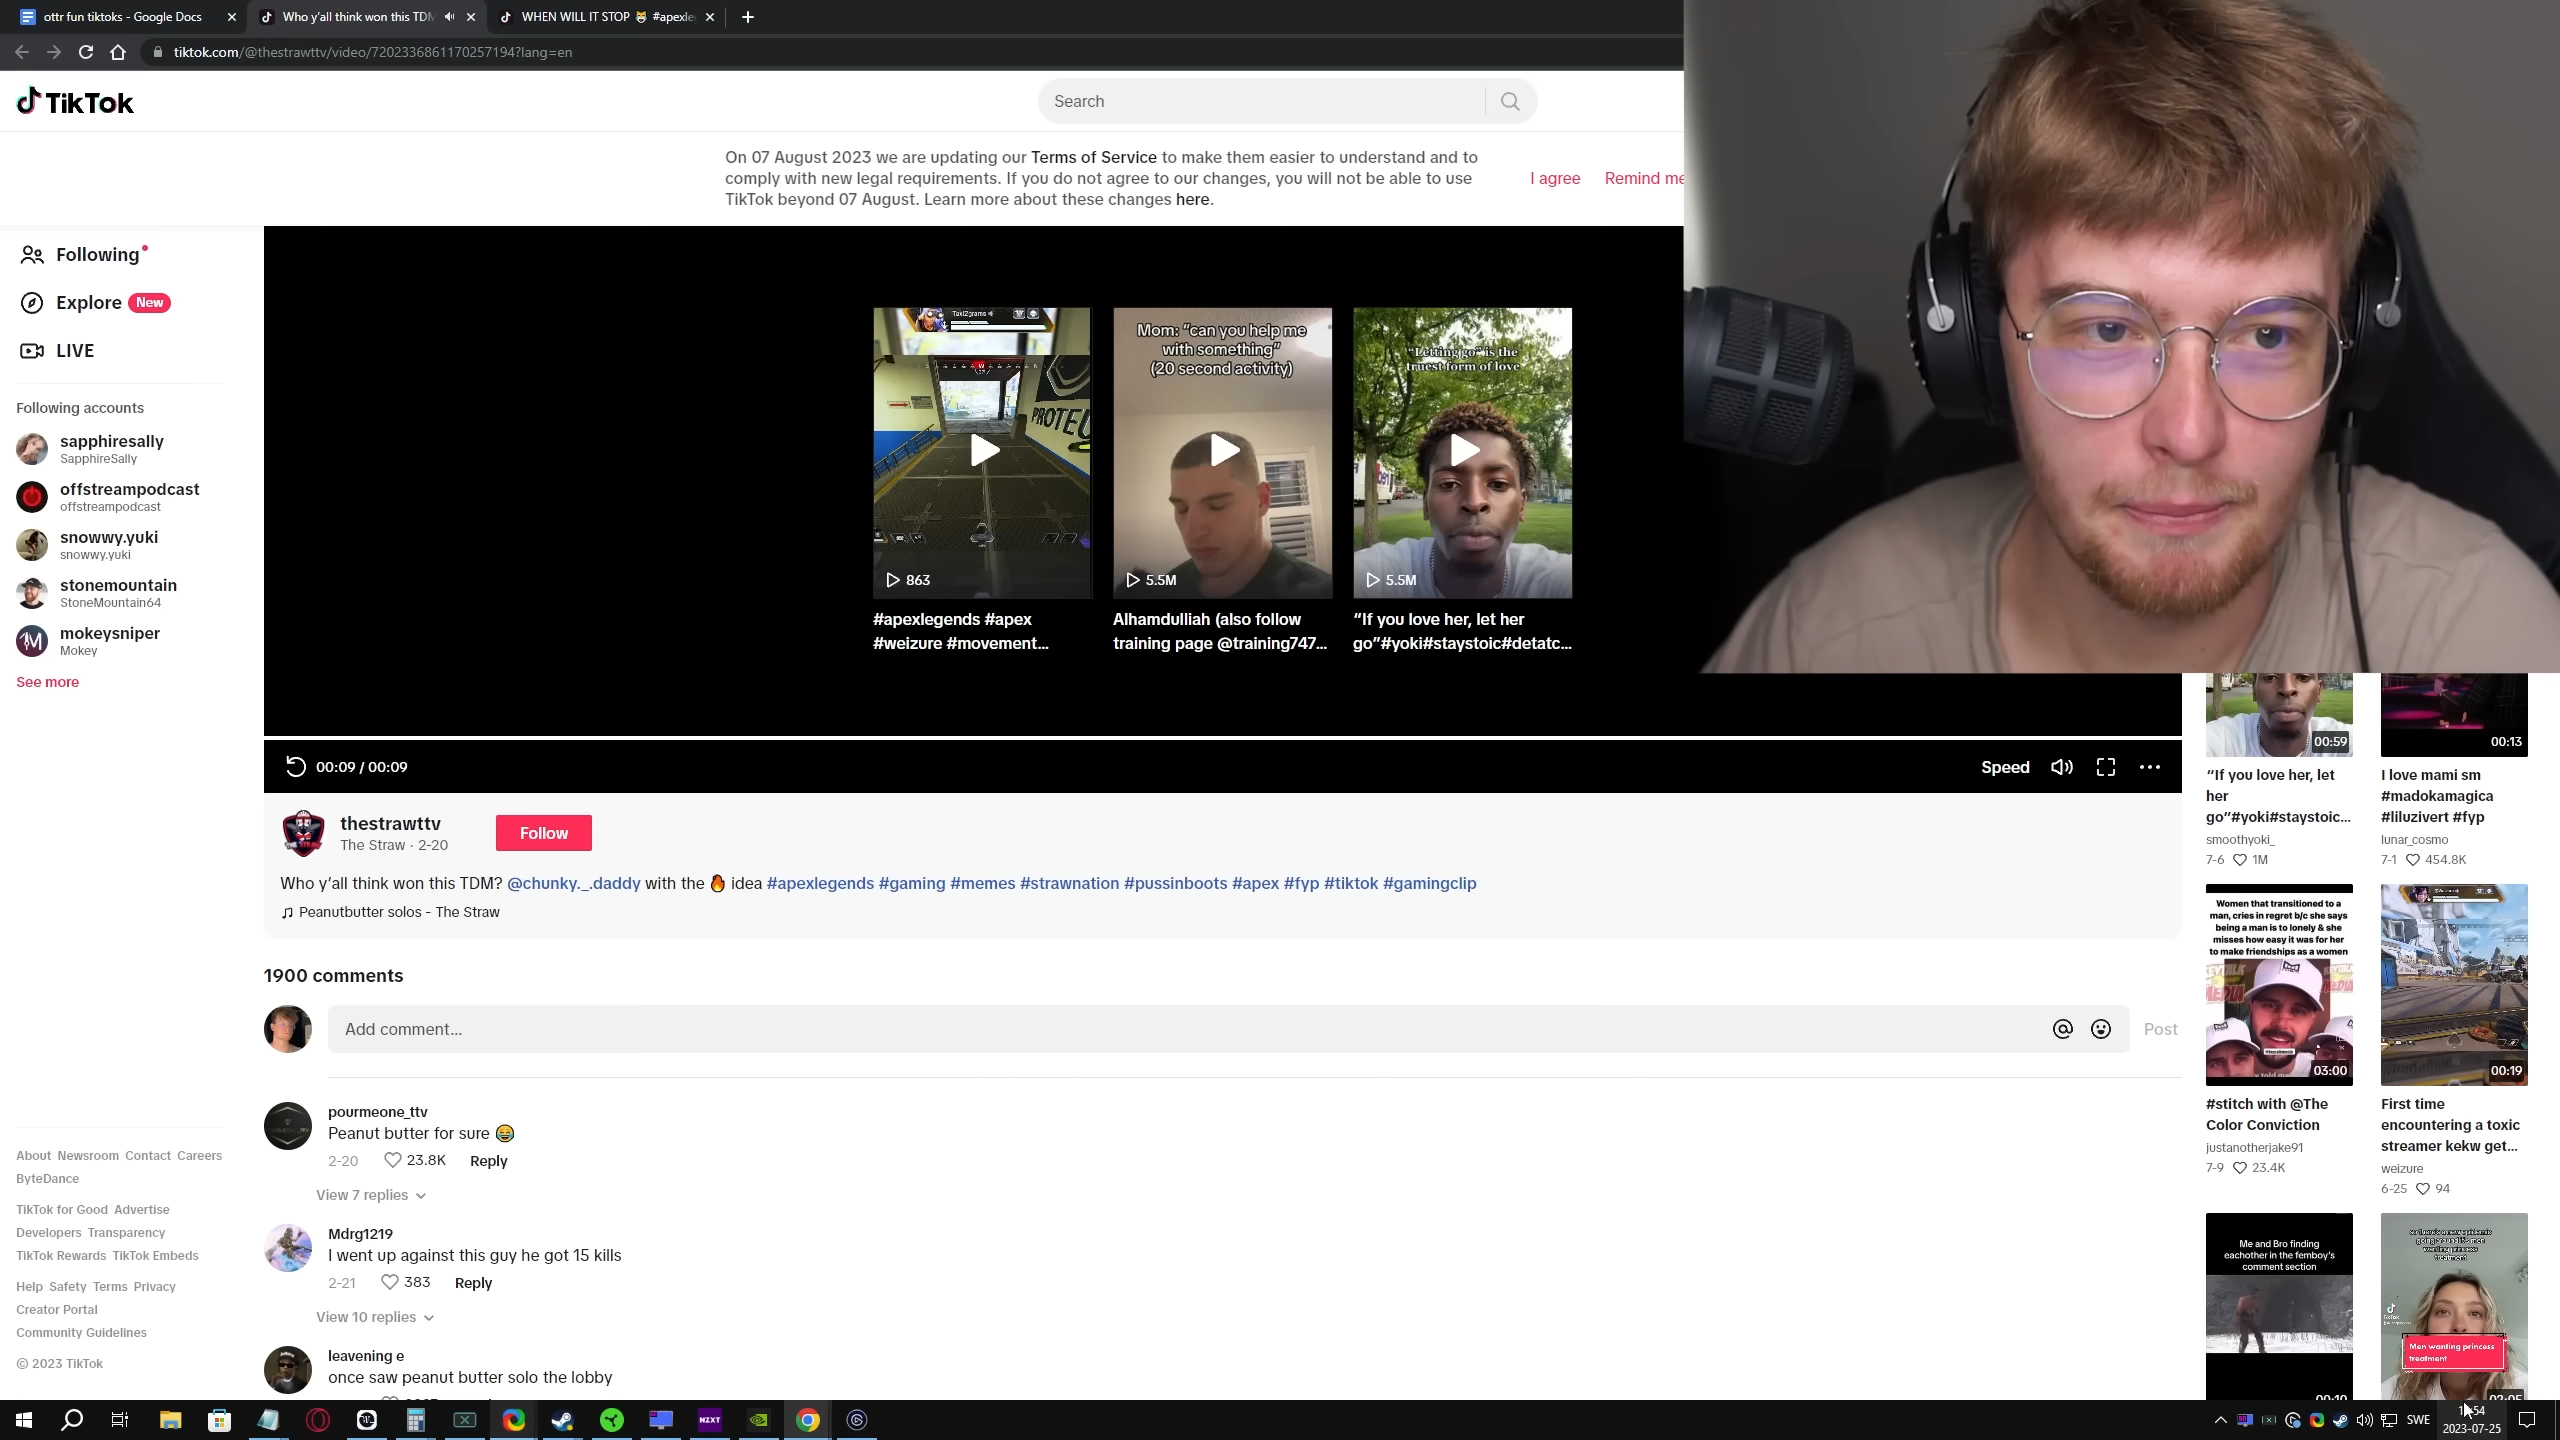 ottr fun tiktoks - Google Docs
Who y'all think won this TDM
WHEN WILL IT STOP 😹 #apexle
tiktok.com/@thestrawttv/video/7202336861170257194?lang=en
TikTok
Search
On 07 August 2023 we are updating our Terms of Service to make them easier to understand and to
comply with new legal requirements. If you do not agree to our changes, you will not be able to use
TikTok beyond 07 August. Learn more about these changes here.
I agree
Remind me
Following
Explore New
LIVE
Following accounts
sapphiresally
SapphireSally
offstreampodcast
offstreampodcast
snowwy.yuki
snowwy.yuki
stonemountain
StoneMountain64
mokeysniper
Mokey
See more
About Newsroom Contact Careers
ByteDance
TikTok for Good Advertise
Developers Transparency
TikTok Rewards TikTok Embeds
Help Safety Terms Privacy
Creator Portal
Community Guidelines
© 2023 TikTok
Taxi2grams
PROTEU
863
#apexlegends #apex
#weizure #movement...
Mom: "can you help me
with something"
(20 second activity)
5.5M
Alhamdulliah (also follow
training page @training747...
"Letting go" is the
truest form of love
5.5M
"If you love her, let her
go"#yoki#staystoic#detatc...
00:09 / 00:09
Speed
thestrawttv
The Straw · 2-20
Follow
Who y'all think won this TDM? @chunky._.daddy with the 🔥 idea #apexlegends #gaming #memes #strawnation #pussinboots #apex #fyp #tiktok #gamingclip
Peanutbutter solos - The Straw
1900 comments
Add comment...
Post
pourmeone_ttv
Peanut butter for sure 😂
2-20 23.8K Reply
View 7 replies
Mdrg1219
I went up against this guy he got 15 kills
2-21 383 Reply
View 10 replies
leavening e
once saw peanut butter solo the lobby
00:59
"If you love her, let
her
go"#yoki#staystoic...
smoothyoki_
7-6 1M
00:13
I love mami sm
#madokamagica
#liluzivert #fyp
lunar_cosmo
7-1 454.8K
Women that transitioned to a
man, cries in regret b/c she says
being a man is to lonely & she
misses how easy it was for her
to make friendships as a women
03:00
#stitch with @The
Color Conviction
justanotherjake91
7-9 23.4K
00:19
First time
encountering a toxic
streamer kekw get...
weizure
6-25 94
Me and Bro finding
eachother in the femboy's
comment section
00:10
Men wanting princess
treatment
02:05
NZXT
SWE
2023-07-25